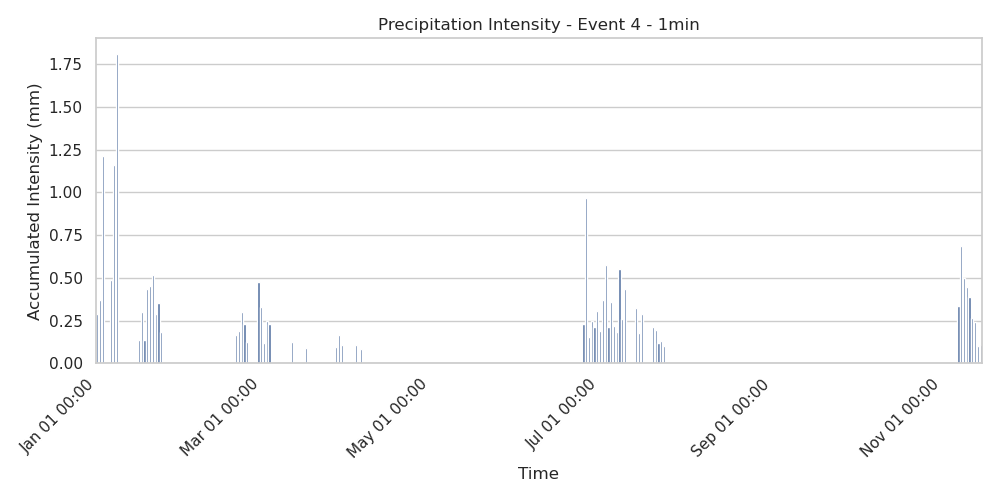 Precipitation Intensity - Event 4 - 1min
Accumulated Intensity (mm)
1.75
1.50
1.25
1.00
0.75
0.50
0.25
0.00
Jan 01 00:00
Mar 01 00:00
May 01 00:00
Jul 01 00:00
Sep 01 00:00
Nov 01 00:00
Time